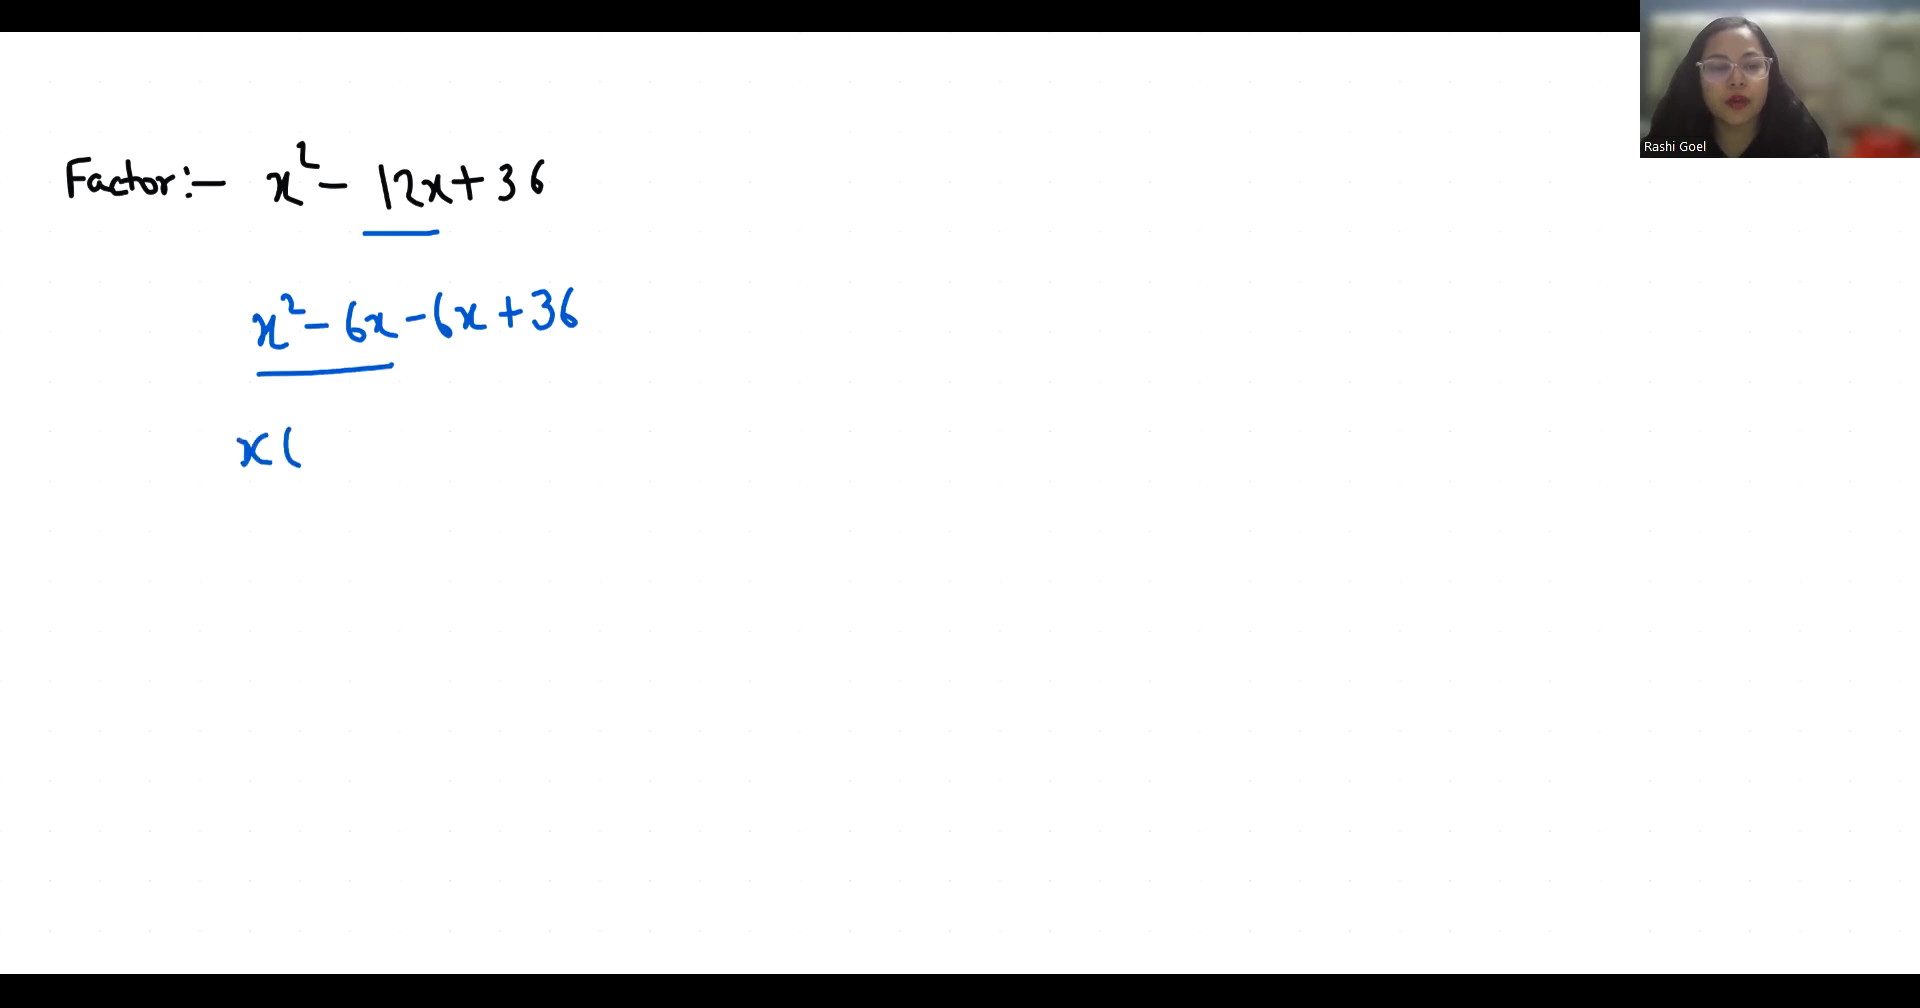 Factor:- x² - 12x + 36
x² - 6x - 6x + 36
x(
Rashi Goel